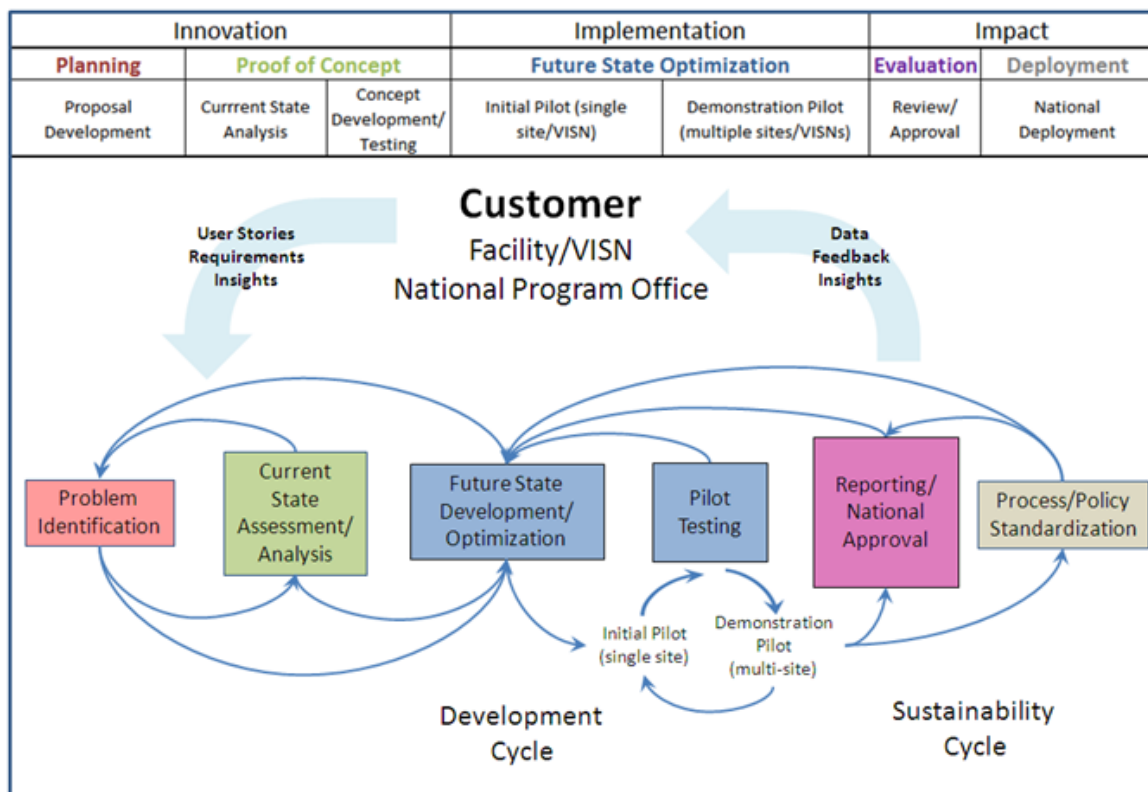 Innovation
Implementation
Impact
Planning
Proof of Concept
Future State Optimization
Evaluation
Deployment
Proposal
Development
Currrent State
Analysis
Concept
Development/
Testing
Initial Pilot (single
site/VISN)
Demonstration Pilot
(multiple sites/VISNs)
Review/
Approval
National
Deployment
Customer
Facility/VISN
National Program Office
User Stories
Requirements
Insights
Data
Feedback
Insights
Problem
Identification
Current
State
Assessment/
Analysis
Future State
Development/
Optimization
Pilot
Testing
Reporting/
National
Approval
Process/Policy
Standardization
Initial Pilot
(single site)
Demonstration
Pilot
(multi-site)
Development
Cycle
Sustainability
Cycle